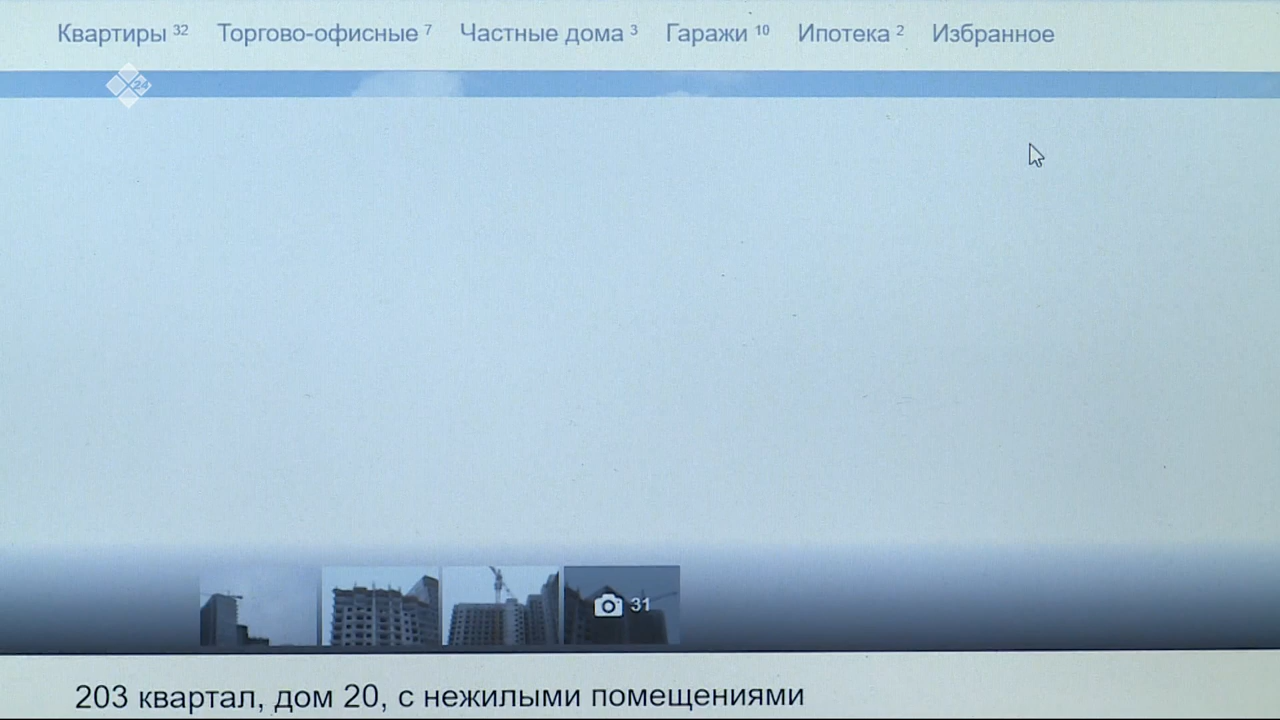 Квартиры 32 Торгово-офисные 7 Частные дома 3 Гаражи 10 Ипотека 2 Избранное
24
31
203 квартал, дом 20, с нежилыми помещениями